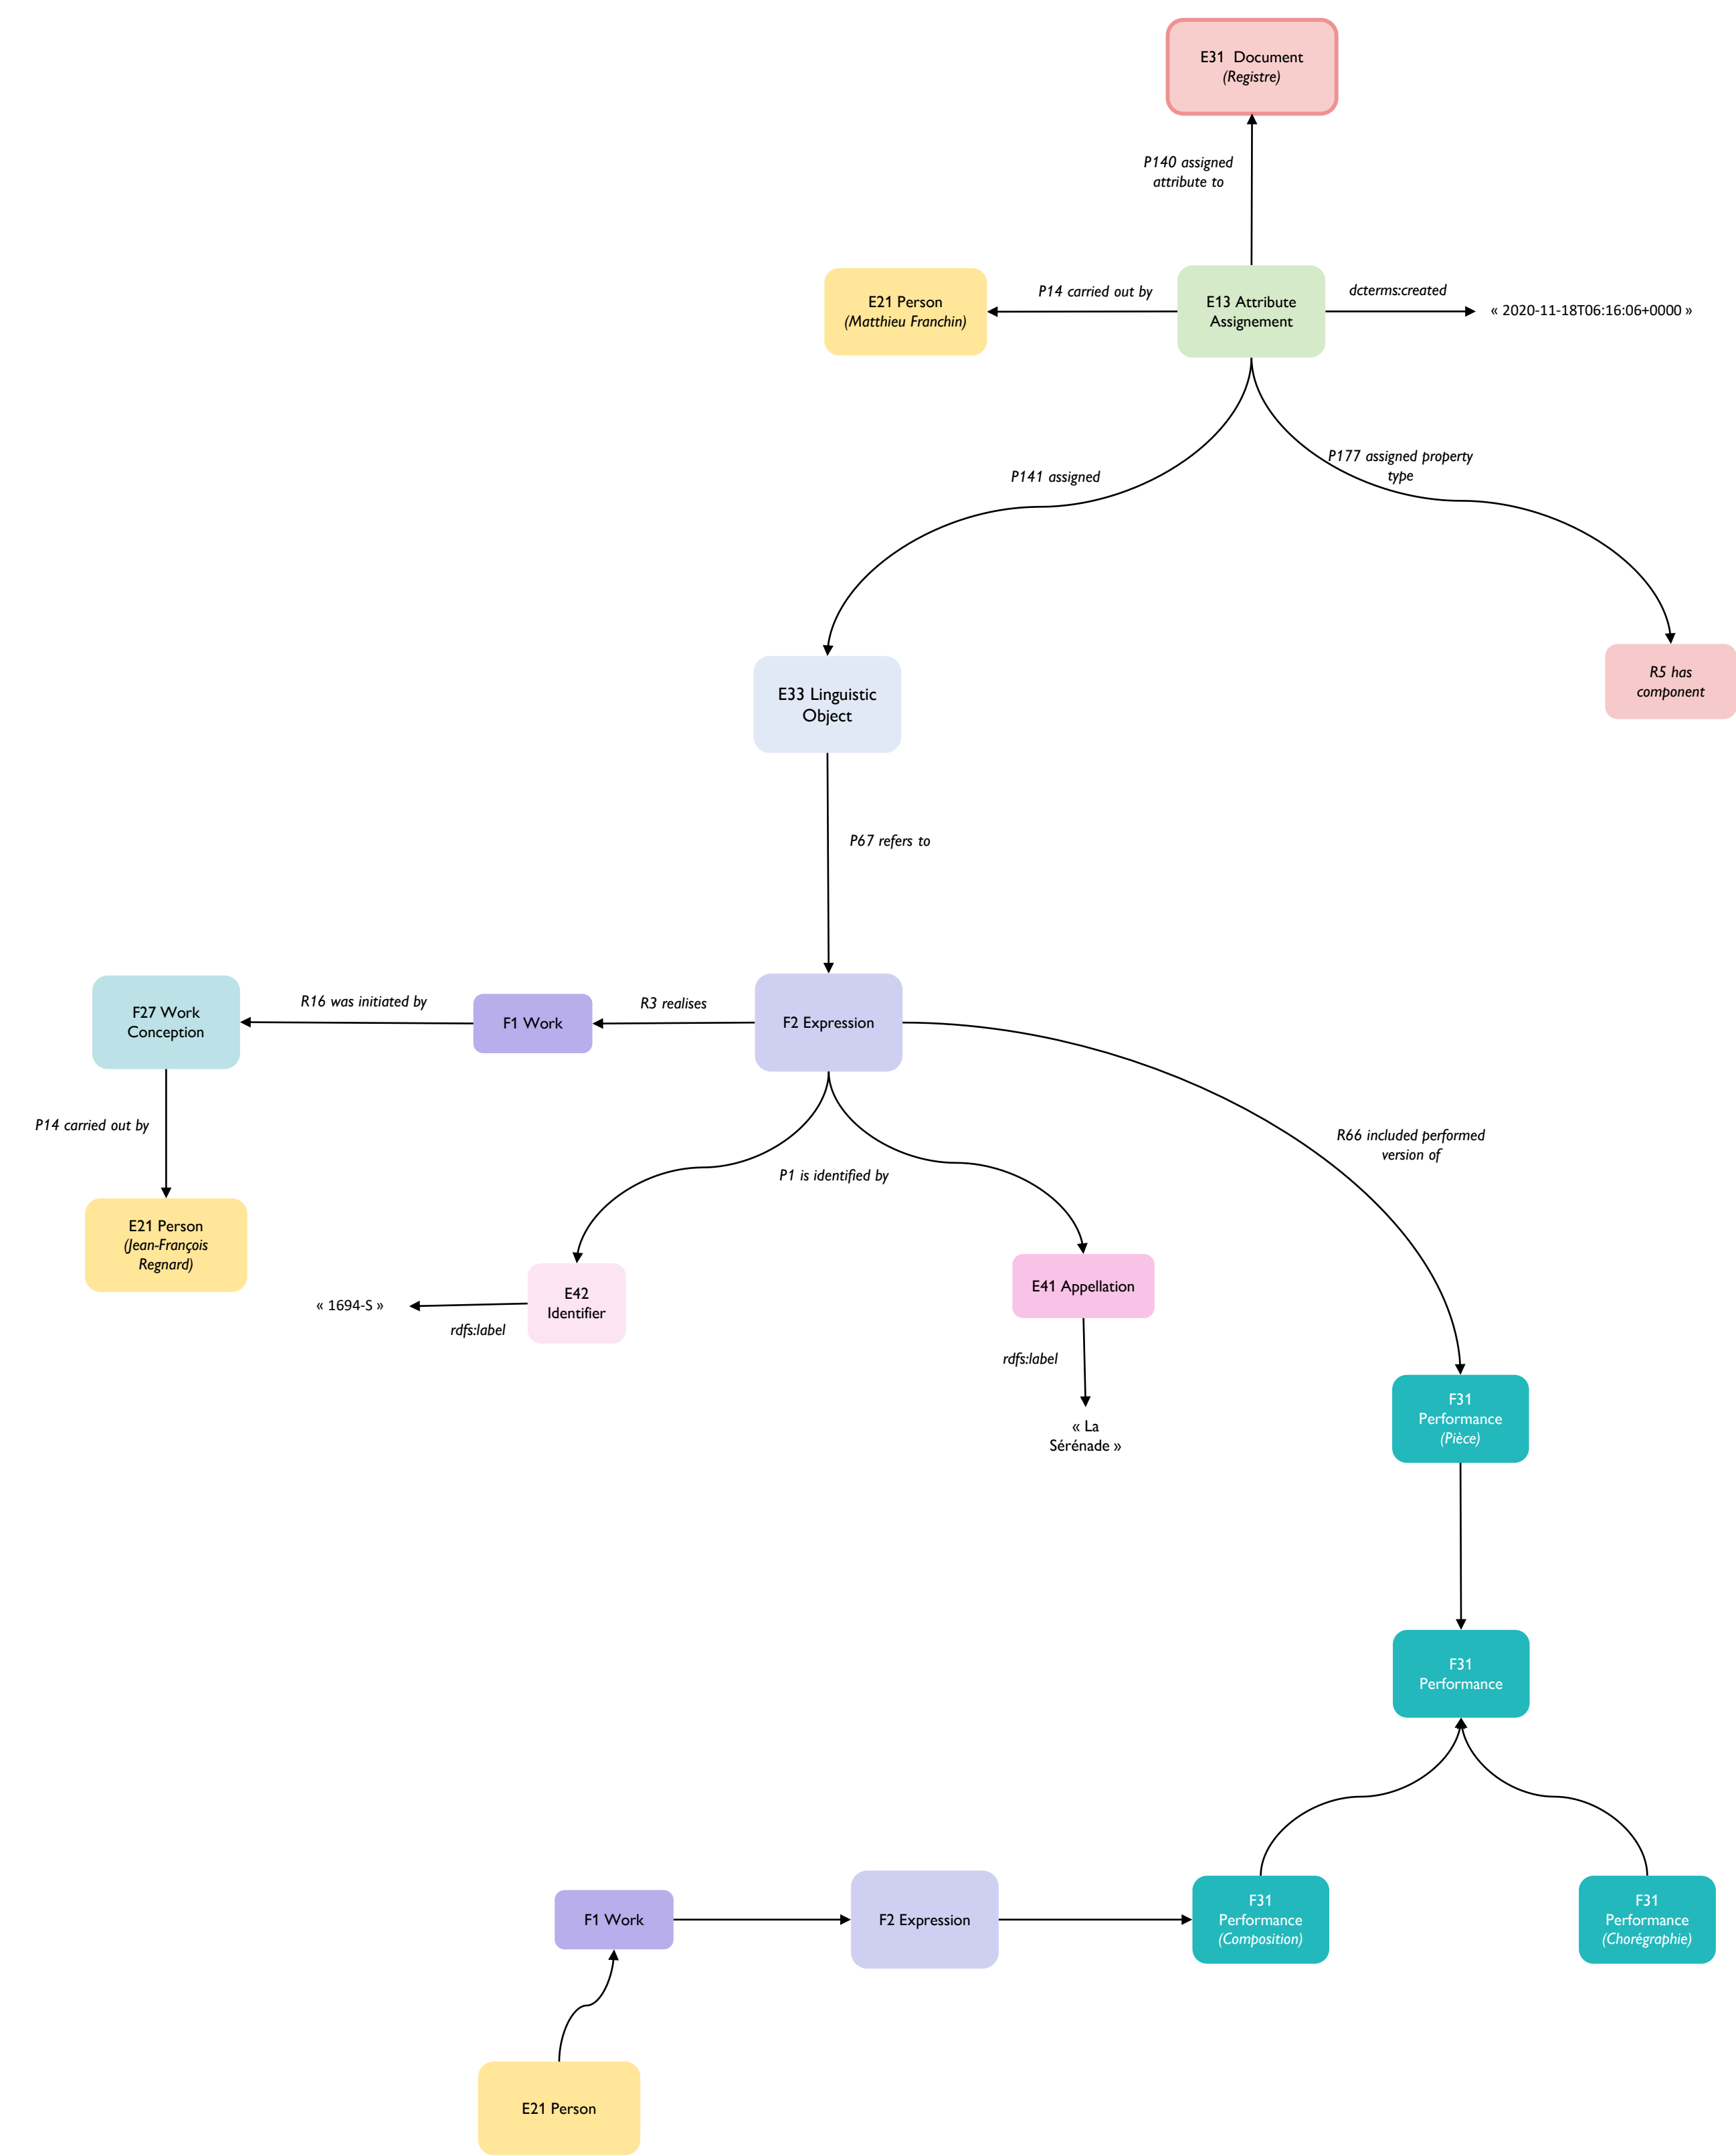 E31  Document
(Registre)
P140 assigned
attribute to
E21 Person
(Matthieu Franchin)
P14 carried out by
E13 Attribute
Assignement
dcterms:created
« 2020-11-18T06:16:06+0000 »
P141 assigned
P177 assigned property
type
E33 Linguistic
Object
R5 has
component
P67 refers to
F27 Work
Conception
R16 was initiated by
F1 Work
R3 realises
F2 Expression
P14 carried out by
P1 is identified by
R66 included performed
version of
E21 Person
(Jean-François
Regnard)
« 1694-S »
rdfs:label
E42
Identifier
E41 Appellation
rdfs:label
« La
Sérénade »
F31
Performance
(Pièce)
F31
Performance
F1 Work
F2 Expression
F31
Performance
(Composition)
F31
Performance
(Chorégraphie)
E21 Person